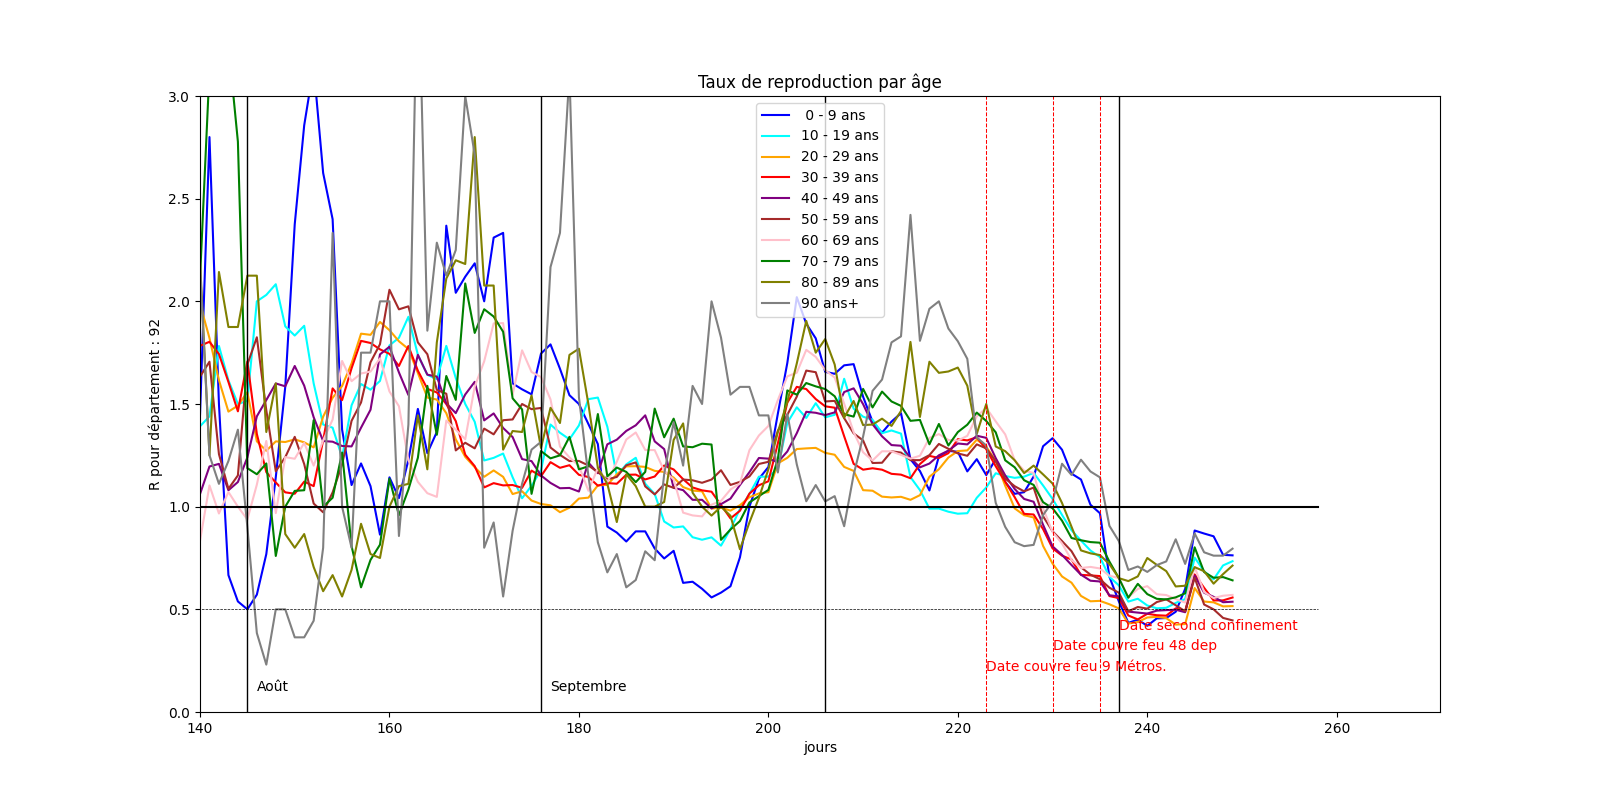 Taux de reproduction par âge
R pour département : 92
3.0
2.5
2.0
1.5
1.0
0.5
0.0
0 - 9 ans
10 - 19 ans
20 - 29 ans
30 - 39 ans
40 - 49 ans
50 - 59 ans
60 - 69 ans
70 - 79 ans
80 - 89 ans
90 ans+
Date second confinement
Date couvre feu 48 dep
Date couvre feu 9 Métros.
Août
Septembre
140
160
180
200
220
240
260
jours